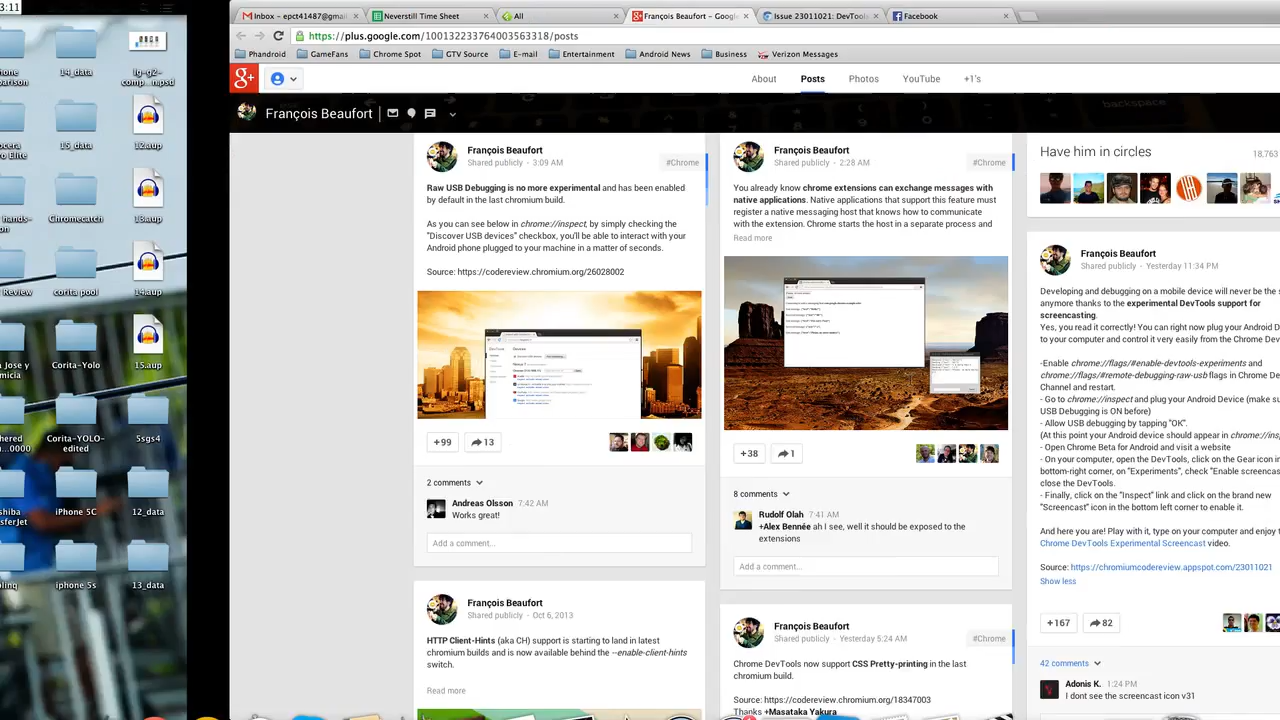 3:11
14_data
lg-g2-
comp...npsd
15_data
12.aup
Chromecatch
13.aup
14.aup
15.aup
Corita-YOLO-
edited
5sgs4
iPhone 5C
12_data
iphone 5s
13_data
Inbox – epct41487@gmai
Neverstill Time Sheet
All
François Beaufort – Google
Issue 23011021: DevTools
Facebook
https://plus.google.com/100132233764003563318/posts
Phandroid
GameFans
Chrome Spot
GTV Source
E-mail
Entertainment
Android News
Business
Verizon Messages
g+
About
Posts
Photos
YouTube
+1's
François Beaufort
backspace
François Beaufort
Shared publicly - 3:09 AM
#Chrome
Raw USB Debugging is no more experimental and has been enabled
by default in the last chromium build.
As you can see below in chrome://inspect, by simply checking the
"Discover USB devices" checkbox, you'll be able to interact with your
Android phone plugged to your machine in a matter of seconds.
Source: https://codereview.chromium.org/26028002
+99
13
2 comments
Andreas Olsson 7:42 AM
Works great!
Add a comment...
François Beaufort
Shared publicly - Oct 6, 2013
HTTP Client-Hints (aka CH) support is starting to land in latest
chromium builds and is now available behind the --enable-client-hints
switch.
Read more
François Beaufort
Shared publicly - 2:28 AM
#Chrome
You already know chrome extensions can exchange messages with
native applications. Native applications that support this feature must
register a native messaging host that knows how to communicate
with the extension. Chrome starts the host in a separate process and
Read more
+38
1
8 comments
Rudolf Olah 7:41 AM
+Alex Bennée ah I see, well it should be exposed to the
extensions
Add a comment...
François Beaufort
Shared publicly - Yesterday 5:24 AM
#Chrome
Chrome DevTools now support CSS Pretty-printing in the last
chromium build.
Source: https://codereview.chromium.org/18347003
Thanks +Masataka Yakura
Have him in circles
18,763
François Beaufort
Shared publicly - Yesterday 11:34 PM
Developing and debugging on a mobile device will never be the s
anymore thanks to the experimental DevTools support for
screencasting.
Yes, you read it correctly! You can right now plug your Android D
to your computer and control it very easily from the Chrome Dev
-Enable chrome://flags/#enable-devtools-experiments and
chrome://flags/#remote-debugging-raw-usb flags in Chrome De
Channel and restart.
- Go to chrome://inspect and plug your Android Device (make su
USB Debugging is ON before)
- Allow USB debugging by tapping "OK".
(At this point your Android device should appear in chrome://ins
- Open Chrome Beta for Android and visit a website
- On your computer, open the DevTools, click on the Gear icon in
bottom-right corner, on "Experiments", check "Enable screencas
close the DevTools.
- Finally, click on the "Inspect" link and click on the brand new
"Screencast" icon in the bottom left corner to enable it.
And here you are! Play with it, type on your computer and enjoy t
Chrome DevTools Experimental Screencast video.
Source: https://chromiumcodereview.appspot.com/23011021
Show less
+167
82
42 comments
Adonis K. 1:24 PM
I dont see the screencast icon v31